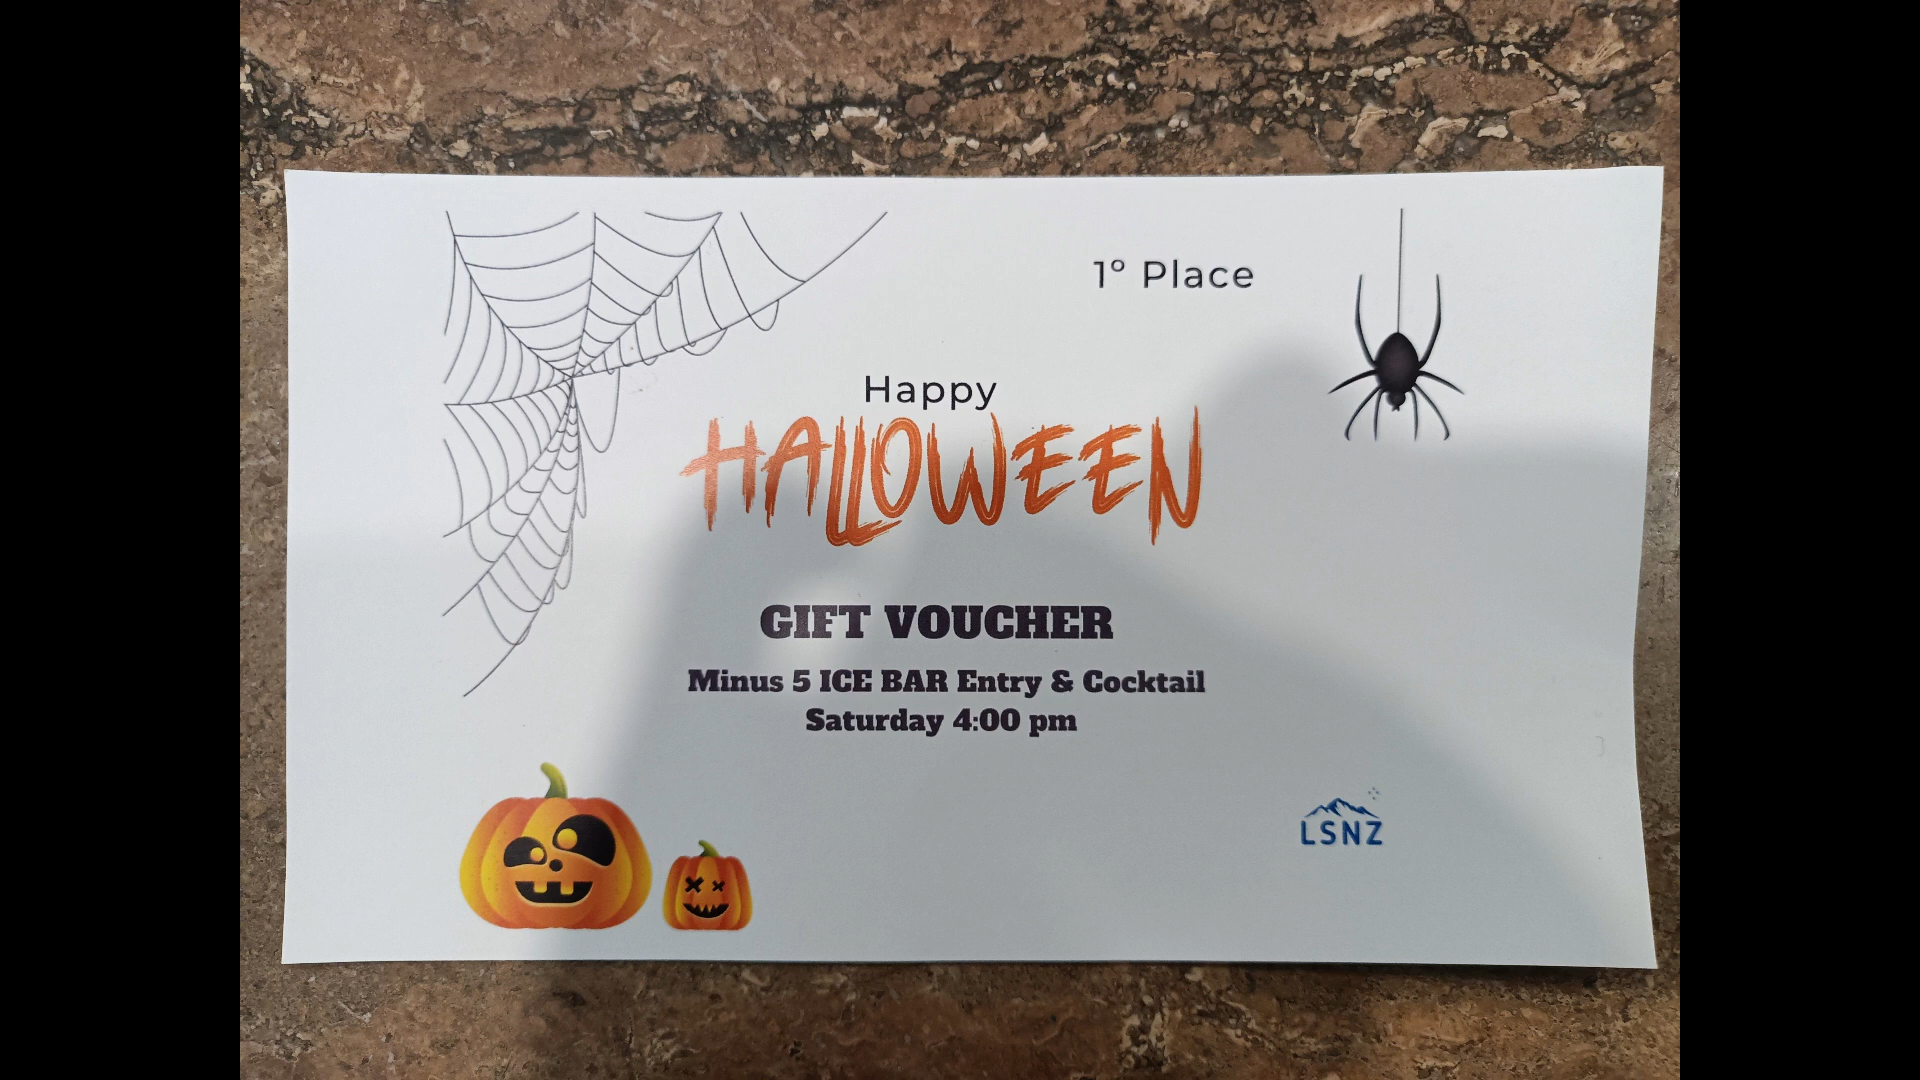 1º Place
Happy
HALLOWEEN
GIFT VOUCHER
Minus 5 ICE BAR Entry & Cocktail
Saturday 4:00 pm
LSNZ